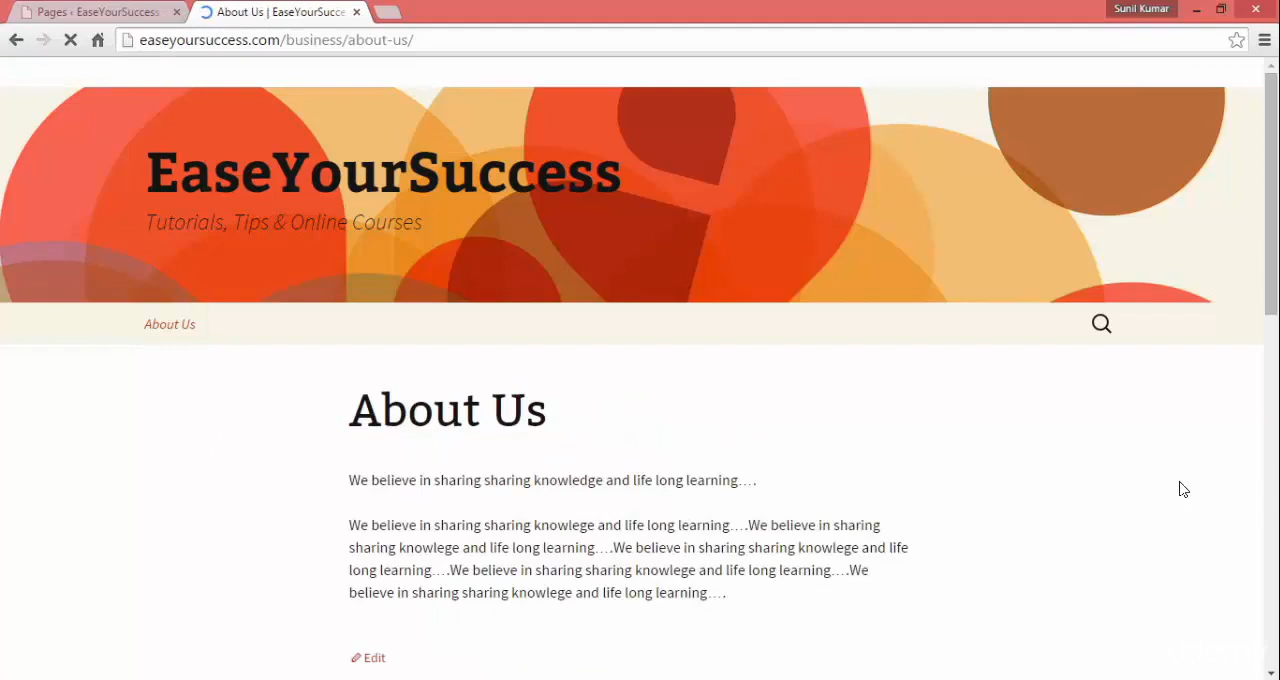 Pages ‹ EaseYourSuccess
About Us | EaseYourSucce
Sunil Kumar
easeyoursuccess.com/business/about-us/
EaseYourSuccess
Tutorials, Tips & Online Courses
About Us
About Us
We believe in sharing sharing knowledge and life long learning….
We believe in sharing sharing knowlege and life long learning….We believe in sharing
sharing knowlege and life long learning….We believe in sharing sharing knowlege and life
long learning….We believe in sharing sharing knowlege and life long learning….We
believe in sharing sharing knowlege and life long learning….
Edit